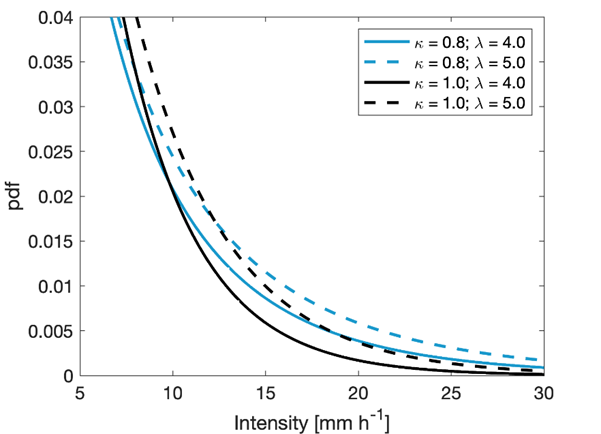 0.04
0.035
0.03
0.025
0.02
0.015
0.01
0.005
0
pdf
κ = 0.8; λ = 4.0
κ = 0.8; λ = 5.0
κ = 1.0; λ = 4.0
κ = 1.0; λ = 5.0
5 10 15 20 25 30
Intensity [mm h⁻¹]